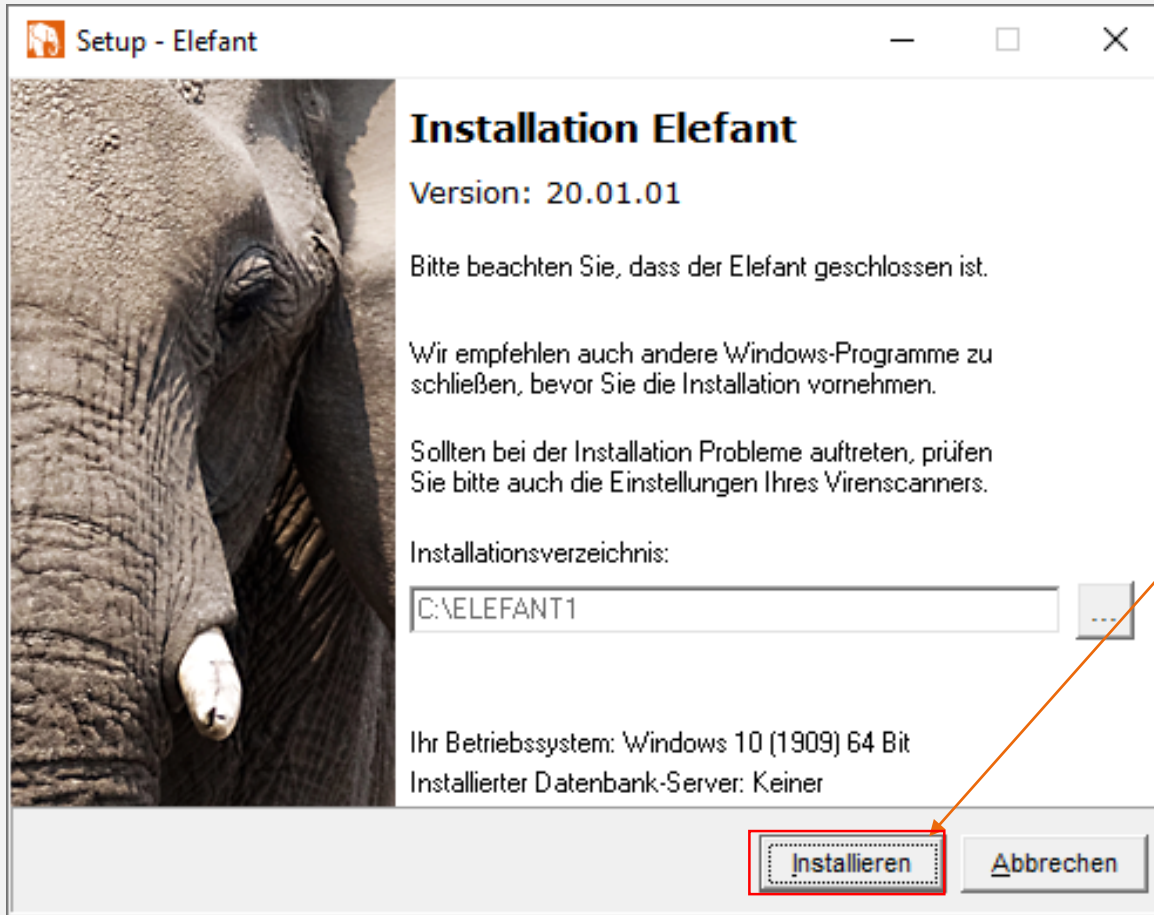 Setup - Elefant
Installation Elefant
Version: 20.01.01
Bitte beachten Sie, dass der Elefant geschlossen ist.
Wir empfehlen auch andere Windows-Programme zu
schließen, bevor Sie die Installation vornehmen.
Sollten bei der Installation Probleme auftreten, prüfen
Sie bitte auch die Einstellungen Ihres Virenscanners.
Installationsverzeichnis:
C:\ELEFANT1
...
Ihr Betriebssystem: Windows 10 (1909) 64 Bit
Installierter Datenbank-Server: Keiner
Installieren
Abbrechen